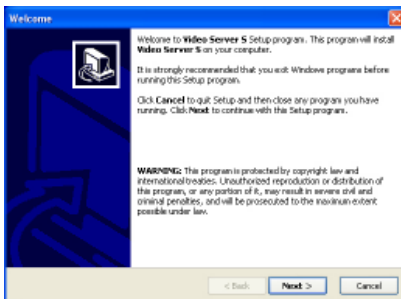 Welcome
Welcome to Video Server S Setup program. This program will install
Video Server S on your computer.
It is strongly recommended that you exit Windows programs before
running this Setup program.
Click Cancel to quit Setup and then close any program you have
running. Click Next to continue with this Setup program.
WARNING: This program is protected by copyright law and
international treaties. Unauthorized reproduction or distribution of
this program, or any portion of it, may result in severe civil and
criminal penalties, and will be prosecuted to the maximum extent
possible under law.
< Back
Next >
Cancel